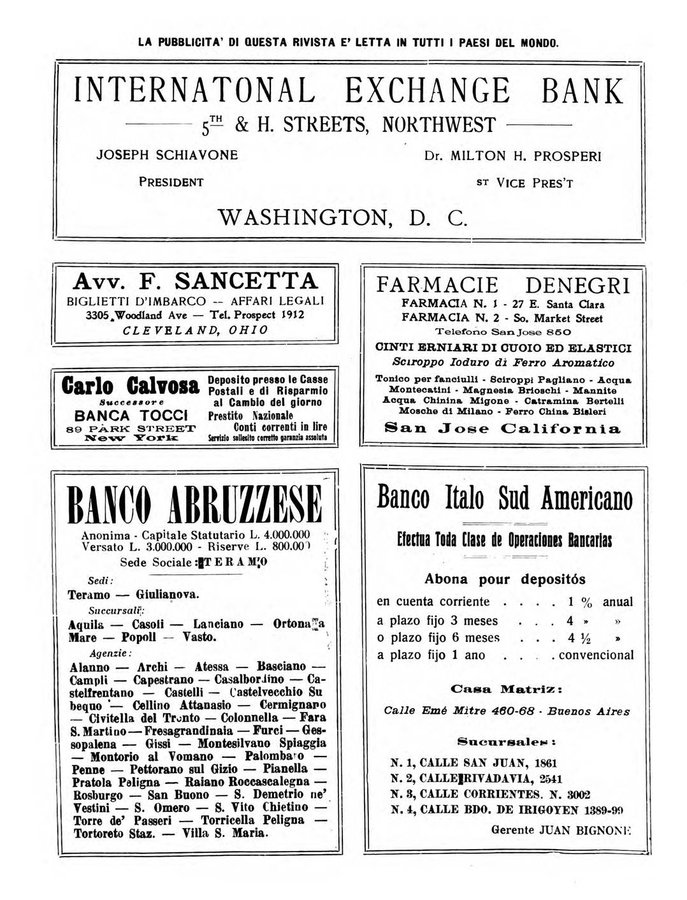 LA PUBBLICITA' DI QUESTA RIVISTA E' LETTA IN TUTTI I PAESI DEL MONDO.
INTERNATONAL EXCHANGE BANK
5TH & H. STREETS, NORTHWEST
JOSEPH SCHIAVONE Dr. MILTON H. PROSPERI
PRESIDENT ST VICE PRES'T
WASHINGTON, D. C.
Avv. F. SANCETTA
BIGLIETTI D'IMBARCO -- AFFARI LEGALI
3305 Woodland Ave — Tel. Prospect 1912
CLEVELAND, OHIO
Carlo Calvosa
Successore
BANCA TOCCI
89 PARK STREET
New York
Deposito presso le Casse
Postali e di Risparmio
al Cambio del giorno
Prestito Nazionale
Conti correnti in lire
Servizio sollecito corretto garanzia assoluta
FARMACIE DENEGRI
FARMACIA N. 1 - 27 E. Santa Clara
FARMACIA N. 2 - So. Market Street
Telefono San Jose 850
CINTI ERNIARI DI CUOIO ED ELASTICI
Sciroppo Ioduro di Ferro Aromatico
Tonico per fanciulli - Sciroppi Pagliano - Acqua
Montecatini - Magnesia Brioschi - Mannite
Acqua Chinina Migone - Catramina Bertelli
Mosche di Milano - Ferro China Bisleri
San Jose California
BANCO ABRUZZESE
Anonima - Capitale Statutario L. 4.000.000
Versato L. 3.000.000 - Riserve L. 800.000
Sede Sociale : TERAMO
Sedi:
Teramo — Giulianova.
Succursali:
Aquila — Casoli — Lanciano — Ortona a
Mare — Popoli — Vasto.
Agenzie:
Alanno — Archi — Atessa — Basciano —
Campli — Capestrano — Casalbordino — Ca-
stelfrentano — Castelli — Castelvecchio Su
bequo — Cellino Attanasio — Cermignano
— Civitella del Tronto — Colonnella — Fara
S. Martino — Fresagrandinaia — Furci — Ges-
sopalena — Gissi — Montesilvano Spiaggia
— Montorio al Vomano — Palombaro —
Penne — Pettorano sul Gizio — Pianella —
Pratola Peligna — Raiano Roccascalegna —
Rosburgo — San Buono — S. Demetrio ne'
Vestini — S. Omero — S. Vito Chietino —
Torre de' Passeri — Torricella Peligna —
Tortoreto Staz. — Villa S. Maria.
Banco Italo Sud Americano
Efectua Toda Clase de Operaciones Bancarias
Abona pour depositós
en cuenta corriente . . . . 1 % anual
a plazo fijo 3 meses . . . . 4 » »
o plazo fijo 6 meses . . . . 4 ½ »
a plazo fijo 1 ano . . . . convencional
Casa Matriz:
Calle Emé Mitre 460-68 - Buenos Aires
Sucursales:
N. 1, CALLE SAN JUAN, 1861
N. 2, CALLE RIVADAVIA, 2541
N. 3, CALLE CORRIENTES. N. 3002
N. 4, CALLE BDO. DE IRIGOYEN 1389-99
Gerente JUAN BIGNONE